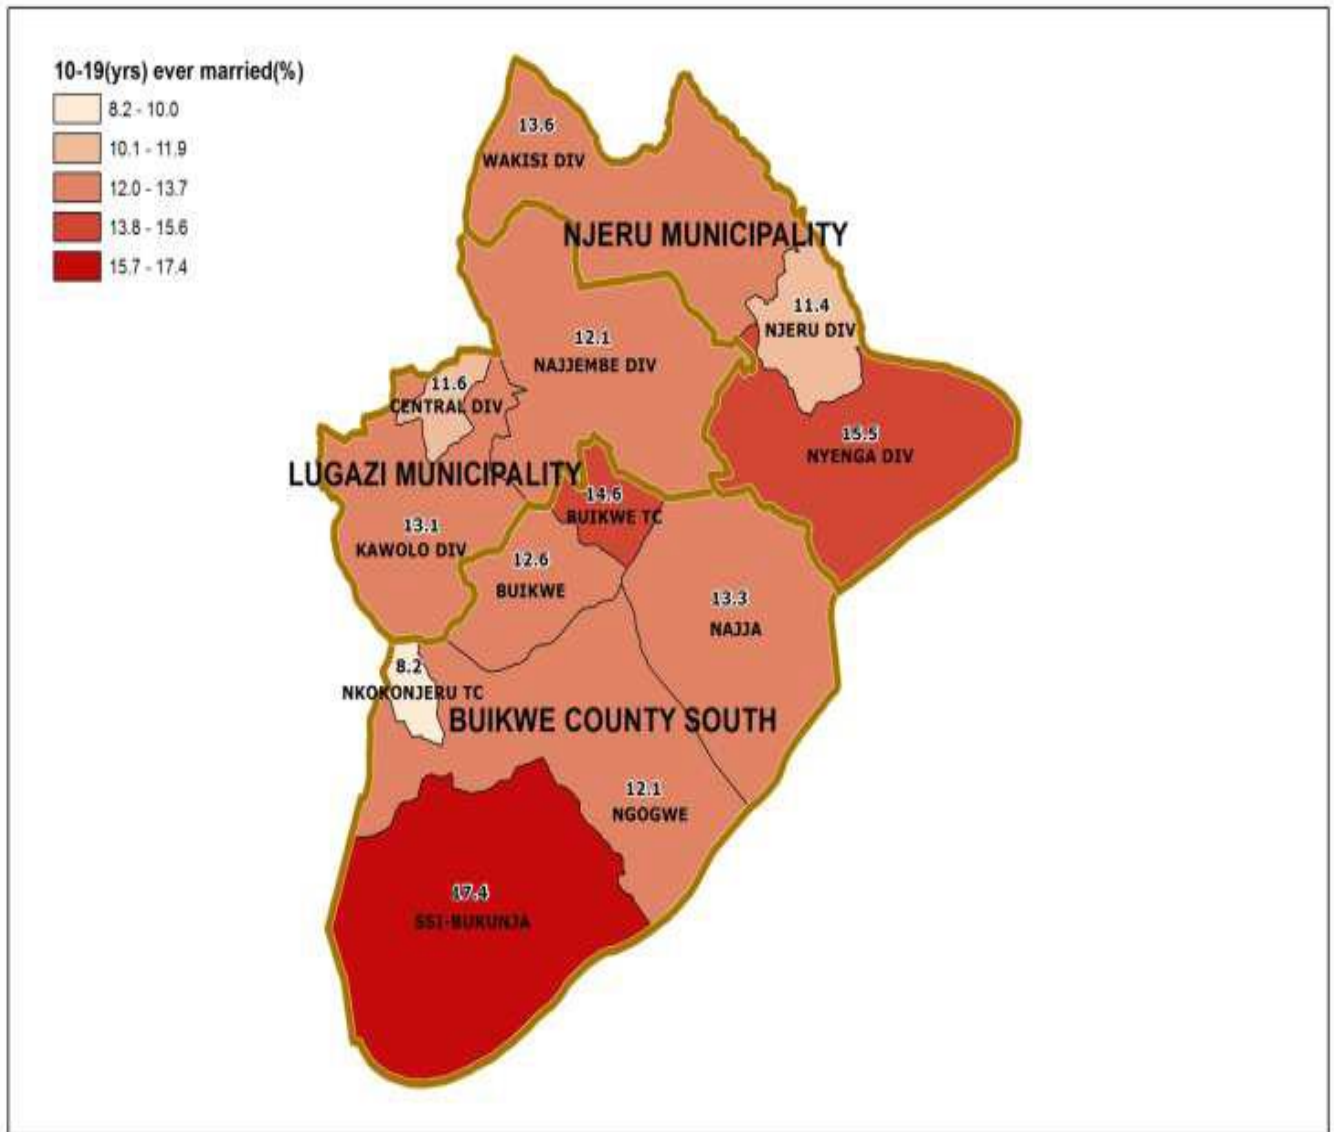 10-19(yrs) ever married(%)
8.2 - 10.0
10.1 - 11.9
12.0 - 13.7
13.8 - 15.6
15.7 - 17.4
13.6
WAKISI DIV
NJERU MUNICIPALITY
11.4
NJERU DIV
12.1
NAJJEMBE DIV
11.6
CENTRAL DIV
15.5
NYENGA DIV
LUGAZI MUNICIPALITY
14.6
BUIKWE TC
13.1
KAWOLO DIV
12.6
BUIKWE
13.3
NAJJA
8.2
NKOKONJERU TC
BUIKWE COUNTY SOUTH
12.1
NGOGWE
17.4
SSI-BUKUNJA